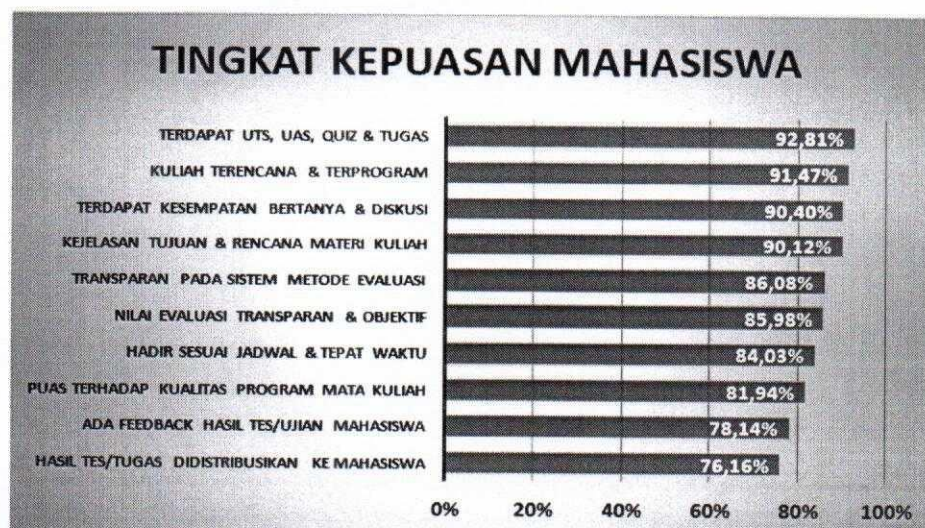 TINGKAT KEPUASAN MAHASISWA
TERDAPAT UTS, UAS, QUIZ & TUGAS 92,81%
KULIAH TERENCANA & TERPROGRAM 91,47%
TERDAPAT KESEMPATAN BERTANYA & DISKUSI 90,40%
KEJELASAN TUJUAN & RENCANA MATERI KULIAH 90,12%
TRANSPARAN PADA SISTEM METODE EVALUASI 86,08%
NILAI EVALUASI TRANSPARAN & OBJEKTIF 85,98%
HADIR SESUAI JADWAL & TEPAT WAKTU 84,03%
PUAS TERHADAP KUALITAS PROGRAM MATA KULIAH 81,94%
ADA FEEDBACK HASIL TES/UJIAN MAHASISWA 78,14%
HASIL TES/TUGAS DIDISTRIBUSIKAN KE MAHASISWA 76,16%
0% 20% 40% 60% 80% 100%